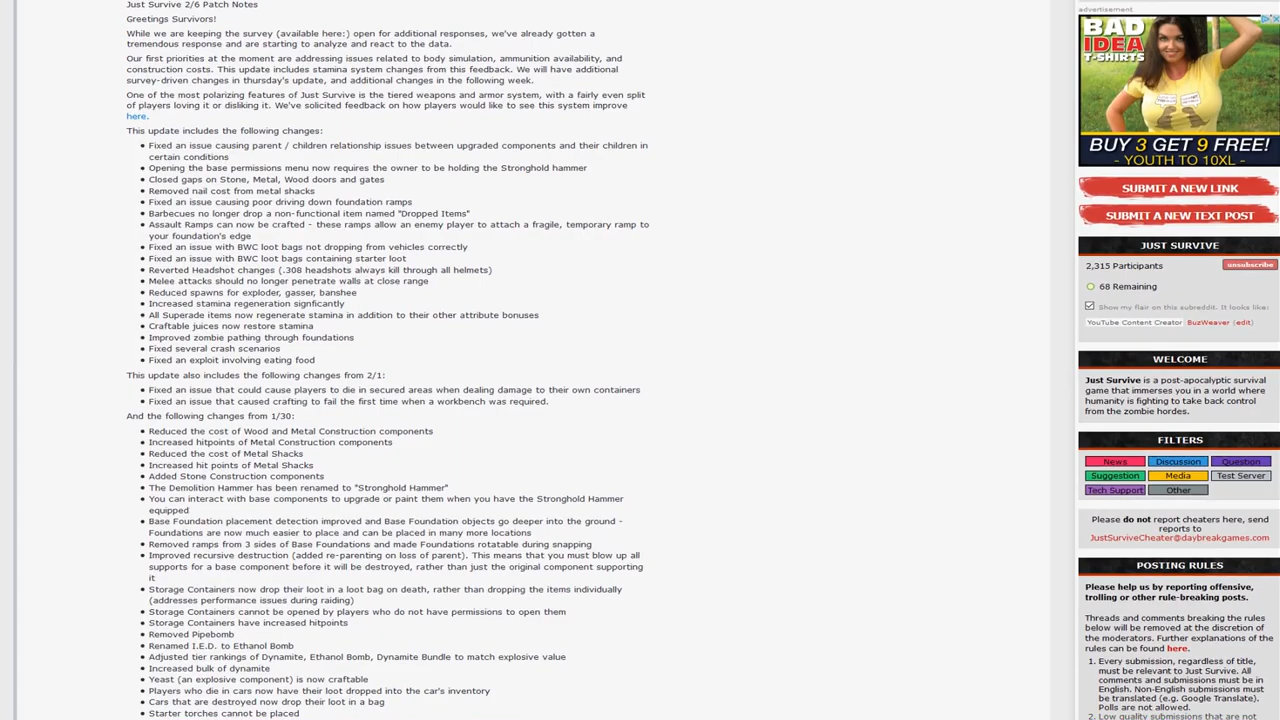 Just Survive 2/6 Patch Notes
Greetings Survivors!
While we are keeping the survey (available here:) open for additional responses, we've already gotten a
tremendous response and are starting to analyze and react to the data.
Our first priorities at the moment are addressing issues related to body simulation, ammunition availability, and
construction costs. This update includes stamina system changes from this feedback. We will have additional
survey-driven changes in thursday's update, and additional changes in the following week.
One of the most polarizing features of Just Survive is the tiered weapons and armor system, with a fairly even split
of players loving it or disliking it. We've solicited feedback on how players would like to see this system improve
here.
This update includes the following changes:
• Fixed an issue causing parent / children relationship issues between upgraded components and their children in
certain conditions
• Opening the base permissions menu now requires the owner to be holding the Stronghold hammer
• Closed gaps on Stone, Metal, Wood doors and gates
• Removed nail cost from metal shacks
• Fixed an issue causing poor driving down foundation ramps
• Barbecues no longer drop a non-functional item named "Dropped Items"
• Assault Ramps can now be crafted - these ramps allow an enemy player to attach a fragile, temporary ramp to
your foundation's edge
• Fixed an issue with BWC loot bags not dropping from vehicles correctly
• Fixed an issue with BWC loot bags containing starter loot
• Reverted Headshot changes (.308 headshots always kill through all helmets)
• Melee attacks should no longer penetrate walls at close range
• Reduced spawns for exploder, gasser, banshee
• Increased stamina regeneration signficantly
• All Superade items now regenerate stamina in addition to their other attribute bonuses
• Craftable juices now restore stamina
• Improved zombie pathing through foundations
• Fixed several crash scenarios
• Fixed an exploit involving eating food
This update also includes the following changes from 2/1:
• Fixed an issue that could cause players to die in secured areas when dealing damage to their own containers
• Fixed an issue that caused crafting to fail the first time when a workbench was required.
And the following changes from 1/30:
• Reduced the cost of Wood and Metal Construction components
• Increased hitpoints of Metal Construction components
• Reduced the cost of Metal Shacks
• Increased hit points of Metal Shacks
• Added Stone Construction components
• The Demolition Hammer has been renamed to "Stronghold Hammer"
• You can interact with base components to upgrade or paint them when you have the Stronghold Hammer
equipped
• Base Foundation placement detection improved and Base Foundation objects go deeper into the ground -
Foundations are now much easier to place and can be placed in many more locations
• Removed ramps from 3 sides of Base Foundations and made Foundations rotatable during snapping
• Improved recursive destruction (added re-parenting on loss of parent). This means that you must blow up all
supports for a base component before it will be destroyed, rather than just the original component supporting
it
• Storage Containers now drop their loot in a loot bag on death, rather than dropping the items individually
(addresses performance issues during raiding)
• Storage Containers cannot be opened by players who do not have permissions to open them
• Storage Containers have increased hitpoints
• Removed Pipebomb
• Renamed I.E.D. to Ethanol Bomb
• Adjusted tier rankings of Dynamite, Ethanol Bomb, Dynamite Bundle to match explosive value
• Increased bulk of dynamite
• Yeast (an explosive component) is now craftable
• Players who die in cars now have their loot dropped into the car's inventory
• Cars that are destroyed now drop their loot in a bag
• Starter torches cannot be placed
advertisement
BAD
IDEA
T-SHIRTS
BUY 3 GET 9 FREE!
- YOUTH TO 10XL -
SUBMIT A NEW LINK
SUBMIT A NEW TEXT POST
JUST SURVIVE
2,315 Participants unsubscribe
68 Remaining
Show my flair on this subreddit. It looks like:
YouTube Content Creator BuzWeaver (edit)
WELCOME
Just Survive is a post-apocalyptic survival
game that immerses you in a world where
humanity is fighting to take back control
from the zombie hordes.
FILTERS
News Discussion Question
Suggestion Media Test Server
Tech Support Other
Please do not report cheaters here, send
reports to
JustSurviveCheater@daybreakgames.com
POSTING RULES
Please help us by reporting offensive,
trolling or other rule-breaking posts.
Threads and comments breaking the rules
below will be removed at the discretion of
the moderators. Further explanations of the
rules can be found here.
1. Every submission, regardless of title,
must be relevant to Just Survive. All
comments and submissions must be in
English. Non-English submissions must
be translated (e.g. Google Translate).
Polls are not allowed.
2. Low quality submissions that are not